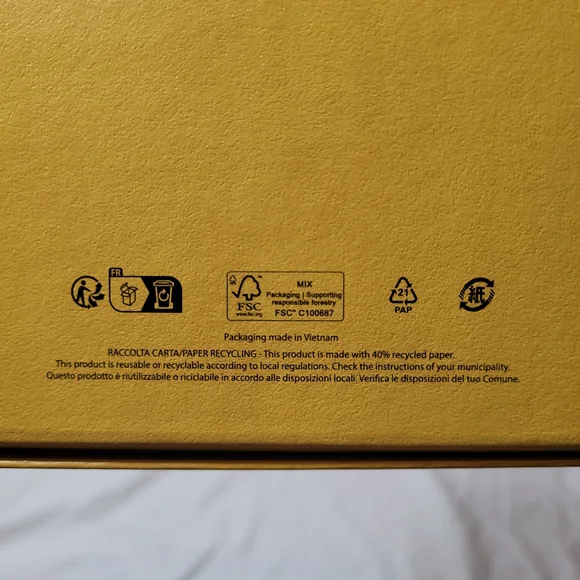 FR
FSC™
www.fsc.org
MIX
Packaging | Supporting
responsible forestry
FSC™ C100687
21
PAP
紙
Packaging made in Vietnam
RACCOLTA CARTA/PAPER RECYCLING - This product is made with 40% recycled paper.
This product is reusable or recyclable according to local regulations. Check the instructions of your municipality.
Questo prodotto è riutilizzabile o riciclabile in accordo alle disposizioni locali. Verifica le disposizioni del tuo Comune.